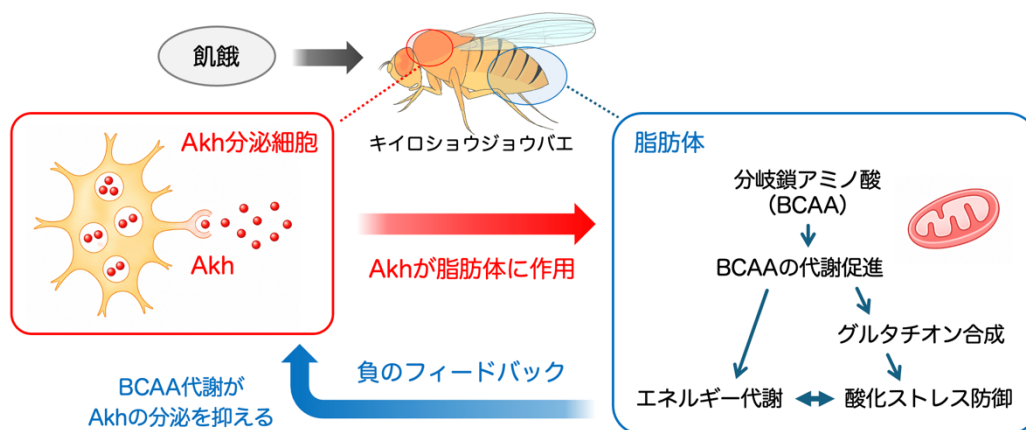 飢餓
キイロショウジョウバエ
Akh分泌細胞
Akh
Akhが脂肪体に作用
負のフィードバック
BCAA代謝が
Akhの分泌を抑える
脂肪体
分岐鎖アミノ酸
（BCAA）
BCAAの代謝促進
グルタチオン合成
エネルギー代謝
酸化ストレス防御